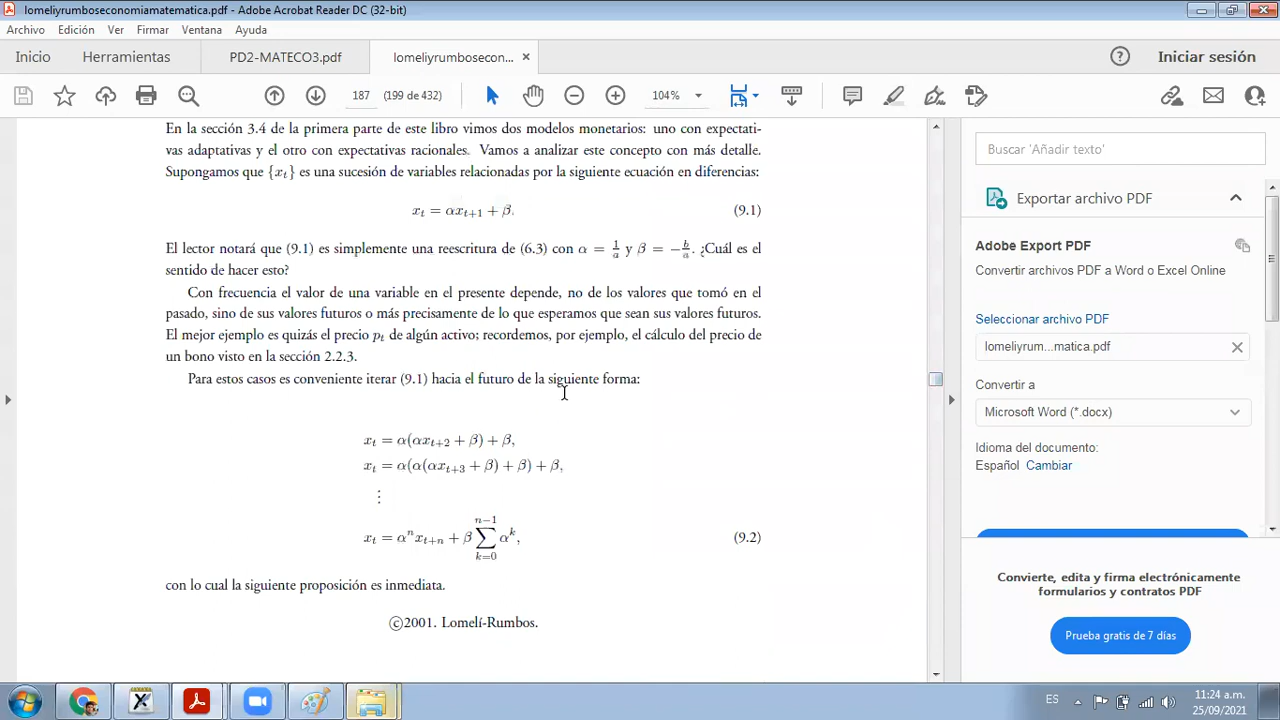 lomeliyrumboseconomiamatematica.pdf - Adobe Acrobat Reader DC (32-bit)
Archivo Edición Ver Firmar Ventana Ayuda
Inicio Herramientas PD2-MATECO3.pdf lomeliyrumbosecon... × Iniciar sesión
187 (199 de 432) 104%
En la sección 3.4 de la primera parte de este libro vimos dos modelos monetarios: uno con expectati-
vas adaptativas y el otro con expectativas racionales. Vamos a analizar este concepto con más detalle.
Supongamos que {x_t} es una sucesión de variables relacionadas por la siguiente ecuación en diferencias:
x_t = αx_{t+1} + β. (9.1)
El lector notará que (9.1) es simplemente una reescritura de (6.3) con α = 1/a y β = −b/a. ¿Cuál es el
sentido de hacer esto?
Con frecuencia el valor de una variable en el presente depende, no de los valores que tomó en el
pasado, sino de sus valores futuros o más precisamente de lo que esperamos que sean sus valores futuros.
El mejor ejemplo es quizás el precio p_t de algún activo; recordemos, por ejemplo, el cálculo del precio de
un bono visto en la sección 2.2.3.
Para estos casos es conveniente iterar (9.1) hacia el futuro de la siguiente forma:
x_t = α(αx_{t+2} + β) + β,
x_t = α(α(αx_{t+3} + β) + β) + β,
⋮
x_t = α^n x_{t+n} + β ∑_{k=0}^{n−1} α^k, (9.2)
con lo cual la siguiente proposición es inmediata.
©2001. Lomelí-Rumbos.
Buscar 'Añadir texto'
Exportar archivo PDF
Adobe Export PDF
Convertir archivos PDF a Word o Excel Online
Seleccionar archivo PDF
lomeliyrum...matica.pdf
Convertir a
Microsoft Word (*.docx)
Idioma del documento:
Español Cambiar
Convierte, edita y firma electrónicamente
formularios y contratos PDF
Prueba gratis de 7 días
ES
11:24 a.m.
25/09/2021